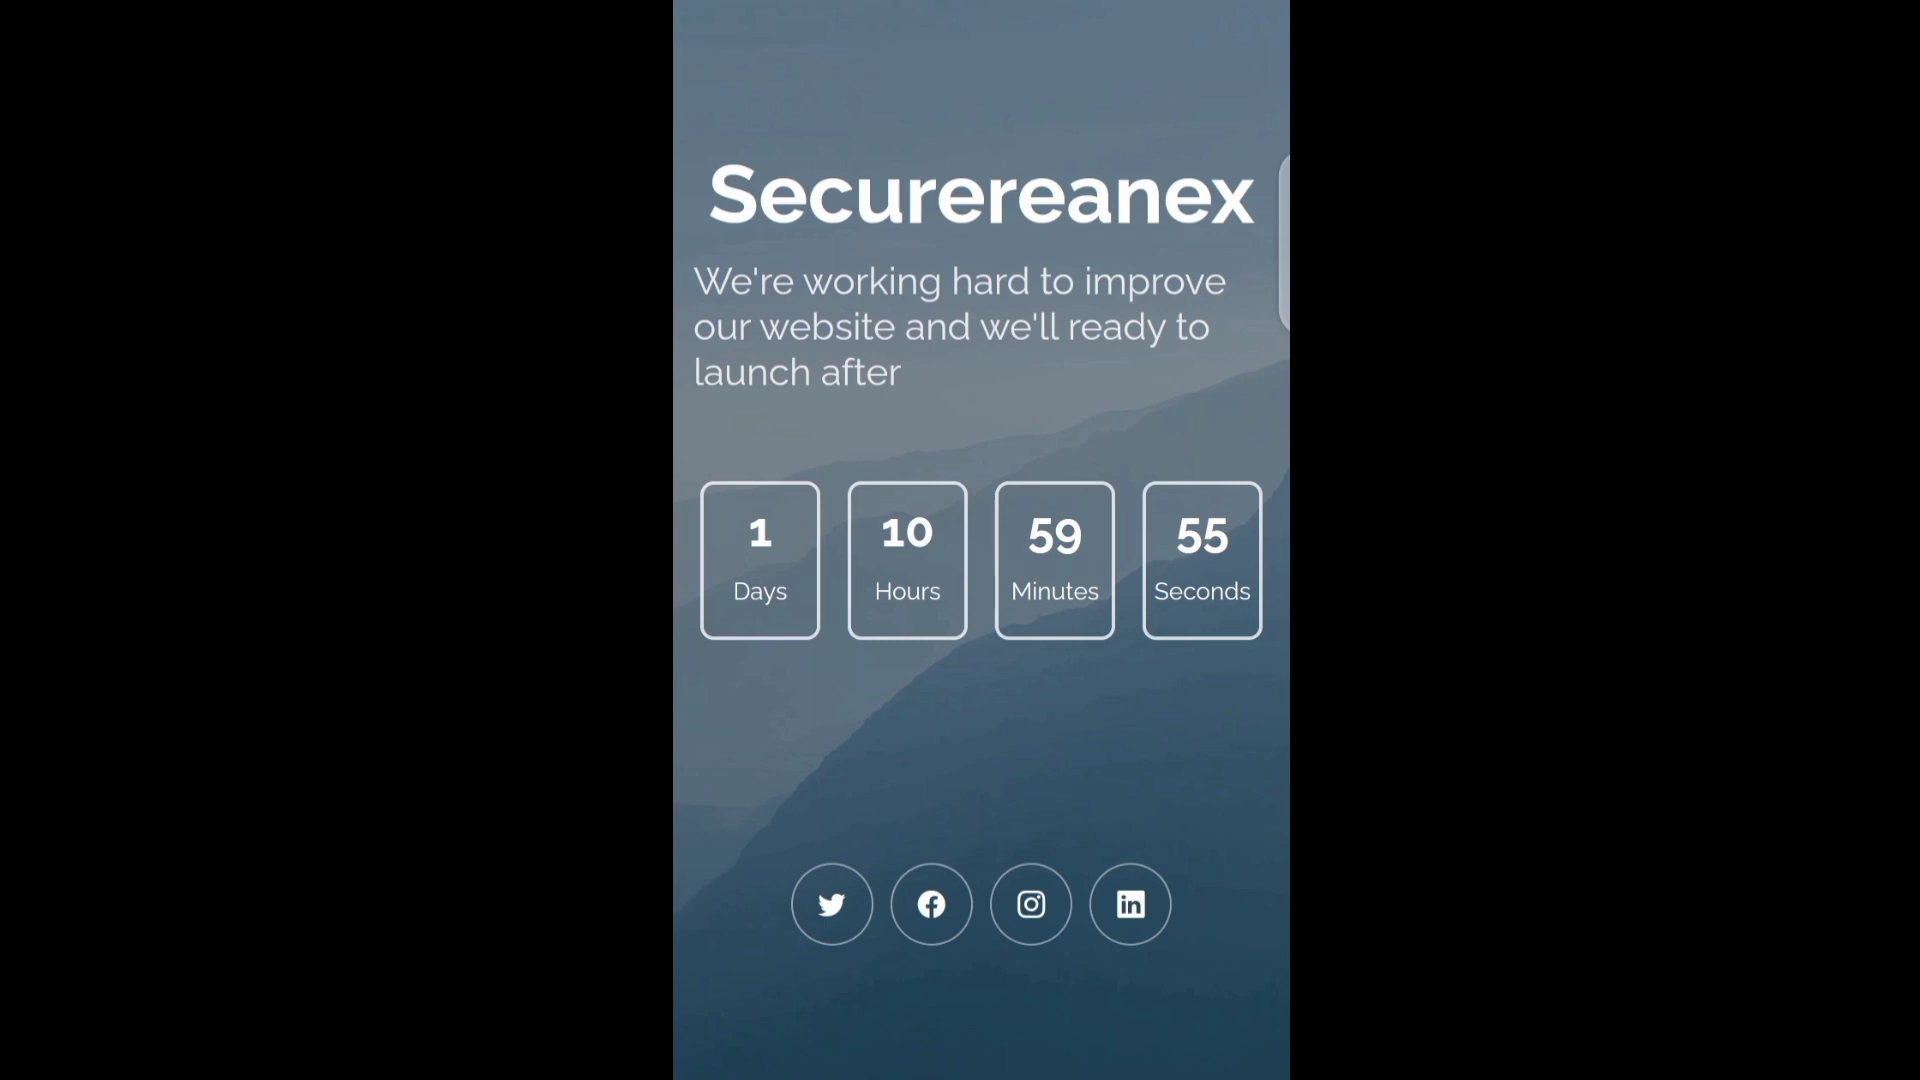 Securereanex
We're working hard to improve
our website and we'll ready to
launch after
1 10 59 55
Days Hours Minutes Seconds